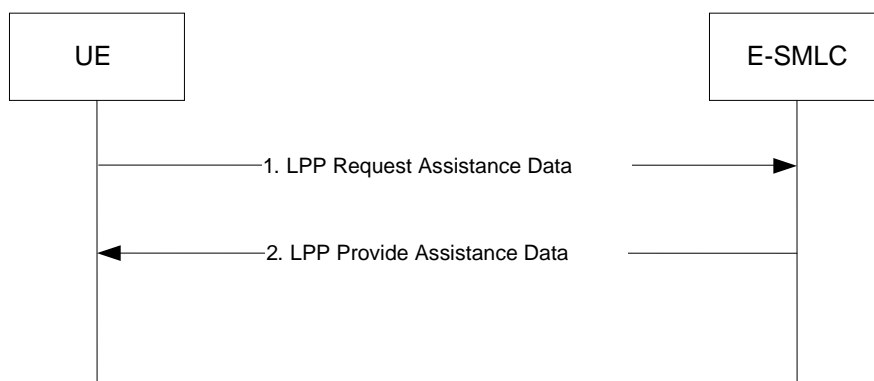 UE
E-SMLC
1. LPP Request Assistance Data
2. LPP Provide Assistance Data